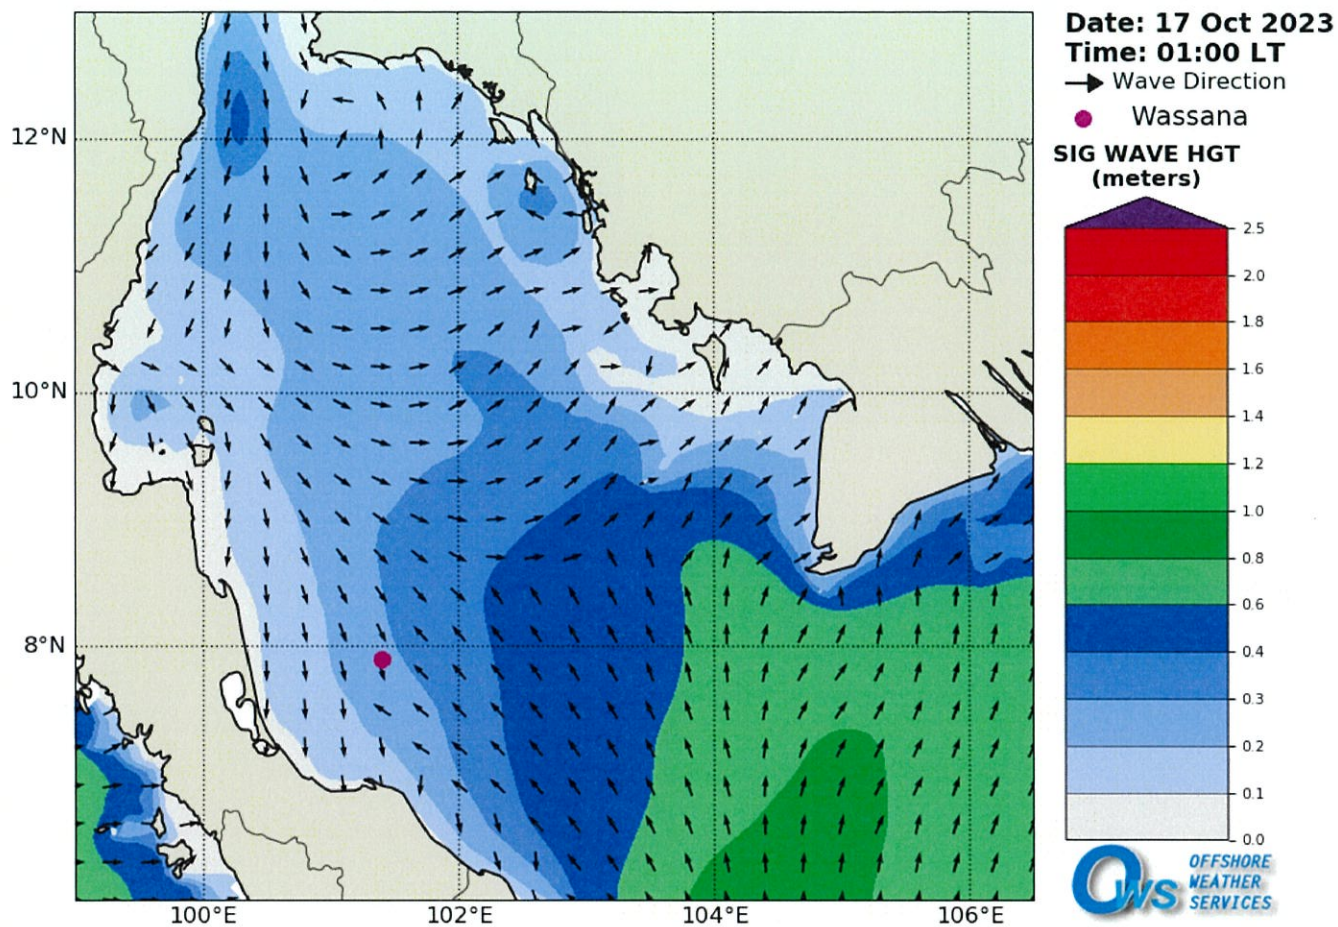 Date: 17 Oct 2023
Time: 01:00 LT
Wave Direction
Wassana
SIG WAVE HGT
(meters)
2.5
2.0
1.8
1.6
1.4
1.2
1.0
0.8
0.6
0.4
0.3
0.2
0.1
0.0
12°N
10°N
8°N
100°E
102°E
104°E
106°E
OWS
OFFSHORE
WEATHER
SERVICES